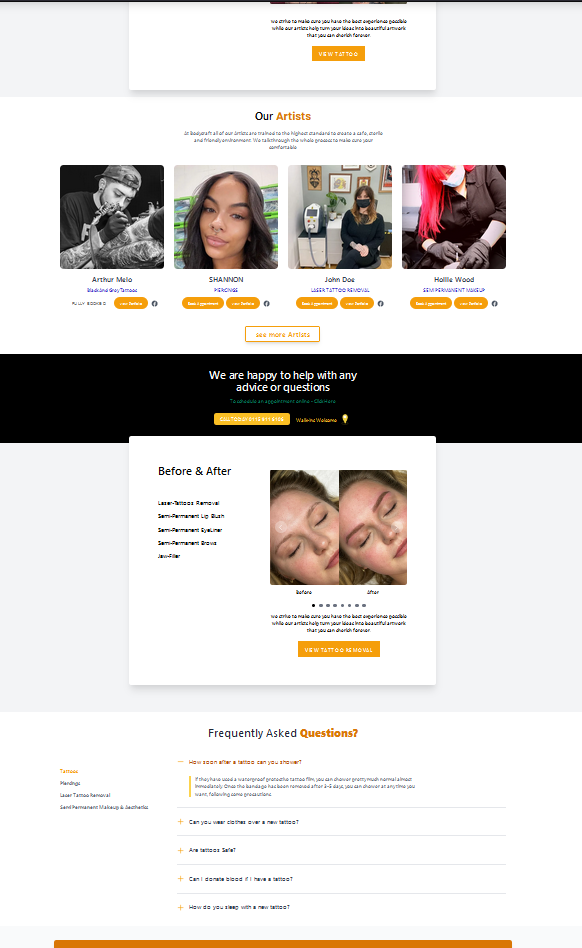 we strive to make sure you have the best experience possible
while our artists help turn your ideas into beautiful artwork
that you can cherish forever.
VIEW TATTOO
Our Artists
At Bodycraft all of our Artists are trained to the highest standard to create a safe, sterile
and friendly environment. We talk through the whole process to make sure your
comfortable.
Arthur Melo
Black and Grey Tattoos
FULLY BOOKED
View Portfolio
SHANNON
PIERCINGS
Book Appointment
View Portfolio
John Doe
LASER TATTOO REMOVAL
Book Appointment
View Portfolio
Hollie Wood
SEMI PERMANENT MAKEUP
Book Appointment
View Portfolio
see more Artists
We are happy to help with any
advice or questions
To schedule an appointment online - Click Here
CALL TODAY
Walk-ins Welcome
Before & After
Laser-Tattoos Removal
Semi-Permanent Lip Blush
Semi-Permanent EyeLiner
Semi-Permanent Brows
Jaw-Filler
Before
After
we strive to make sure you have the best experience possible
while our artists help turn your ideas into beautiful artwork
that you can cherish forever.
VIEW TATTOO REMOVAL
Frequently Asked Questions?
Tattoos
Piercings
Laser Tattoo Removal
Semi Permanent Makeup & Aesthetics
How soon after a tattoo can you shower?
If they have used a waterproof protective tattoo film, you can shower pretty much normal almost
immediately. Once the bandage has been removed after 3-5 days, you can shower at anytime you
want, following some precautions.
Can you wear clothes over a new tattoo?
Are tattoos Safe?
Can I donate blood if I have a tattoo?
How do you sleep with a new tattoo?